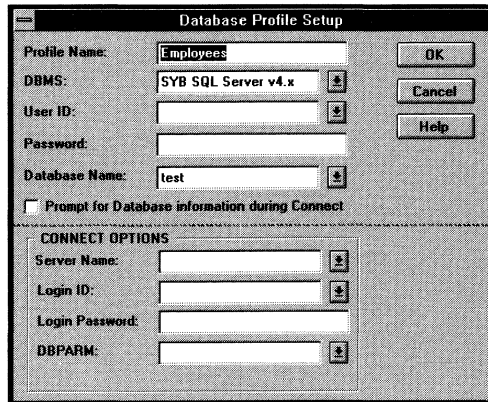 Database Profile Setup
Profile Name: Employees
OK
DBMS: SYB SQL Server v4.x
Cancel
User ID:
Help
Password:
Database Name: test
Prompt for Database information during Connect
CONNECT OPTIONS
Server Name:
Login ID:
Login Password:
DBPARM: